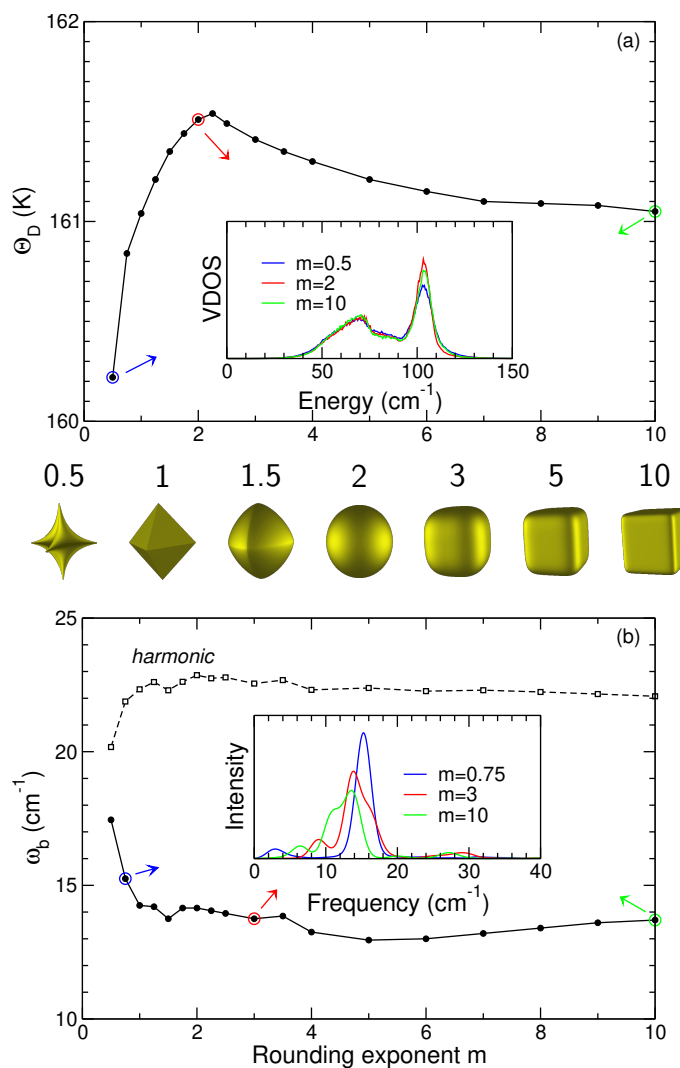 162
(a)
Θ_D (K)
161
m=0.5
m=2
m=10
VDOS
0 50 100 150
Energy (cm⁻¹)
160
0 2 4 6 8 10
0.5 1 1.5 2 3 5 10
25
(b)
harmonic
20
ω_b (cm⁻¹)
m=0.75
m=3
m=10
Intensity
0 10 20 30 40
Frequency (cm⁻¹)
15
10
0 2 4 6 8 10
Rounding exponent m